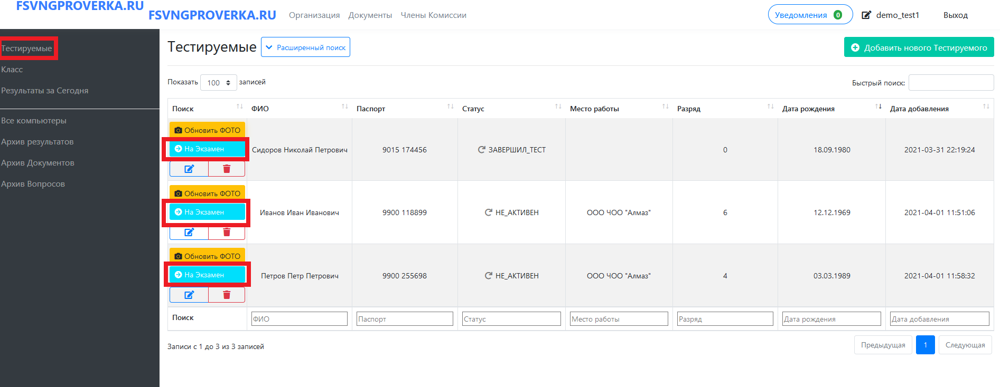 FSVNGPROVERKA.RU
FSVNGPROVERKA.RU Организация Документы Члены Комиссии Уведомления 0 demo_test1 Выход
Тестируемые
Класс
Результаты за Сегодня
Все компьютеры
Архив результатов
Архив Документов
Архив Вопросов
Тестируемые Расширенный поиск Добавить нового Тестируемого
Показать 100 записей Быстрый поиск:
Поиск ФИО Паспорт Статус Место работы Разряд Дата рождения Дата добавления
Обновить ФОТО
На Экзамен
Сидоров Николай Петрович 9015 174456 ЗАВЕРШИЛ_ТЕСТ 0 18.09.1980 2021-03-31 22:19:24
Обновить ФОТО
На Экзамен
Иванов Иван Иванович 9900 118899 НЕ_АКТИВЕН ООО ЧОО "Алмаз" 6 12.12.1969 2021-04-01 11:51:06
Обновить ФОТО
На Экзамен
Петров Петр Петрович 9900 255698 НЕ_АКТИВЕН ООО ЧОО "Алмаз" 4 03.03.1989 2021-04-01 11:58:32
Поиск ФИО Паспорт Статус Место работы Разряд Дата рождения Дата добавления
Записи с 1 до 3 из 3 записей Предыдущая 1 Следующая